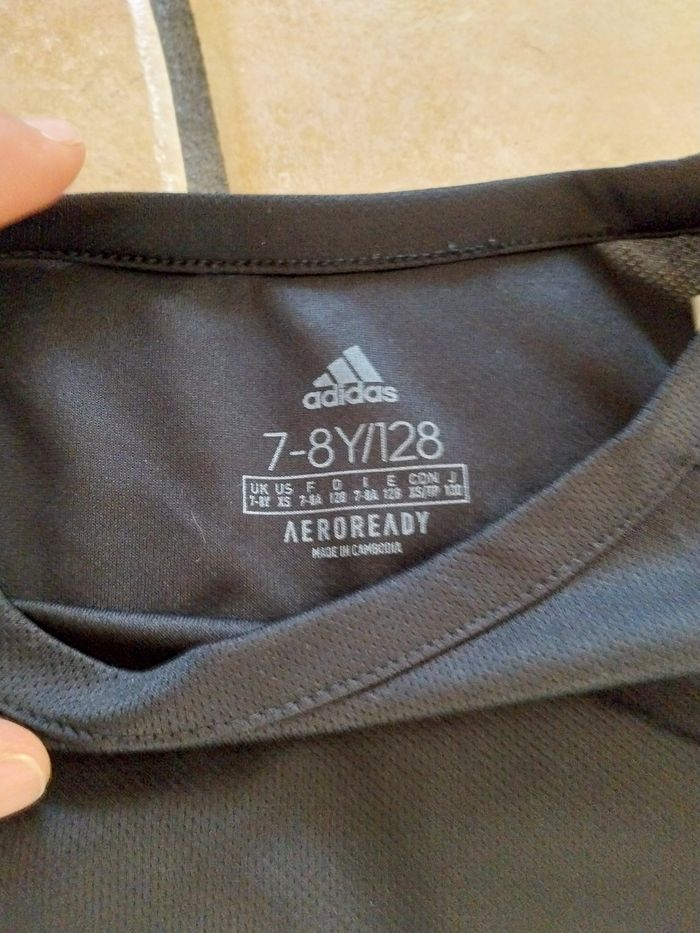 adidas
7-8Y/128
UK US F D I E CDN J
7-8Y XS 7-8A 128 7-8A 128 XS/TP 130
AEROREADY
MADE IN CAMBODIA